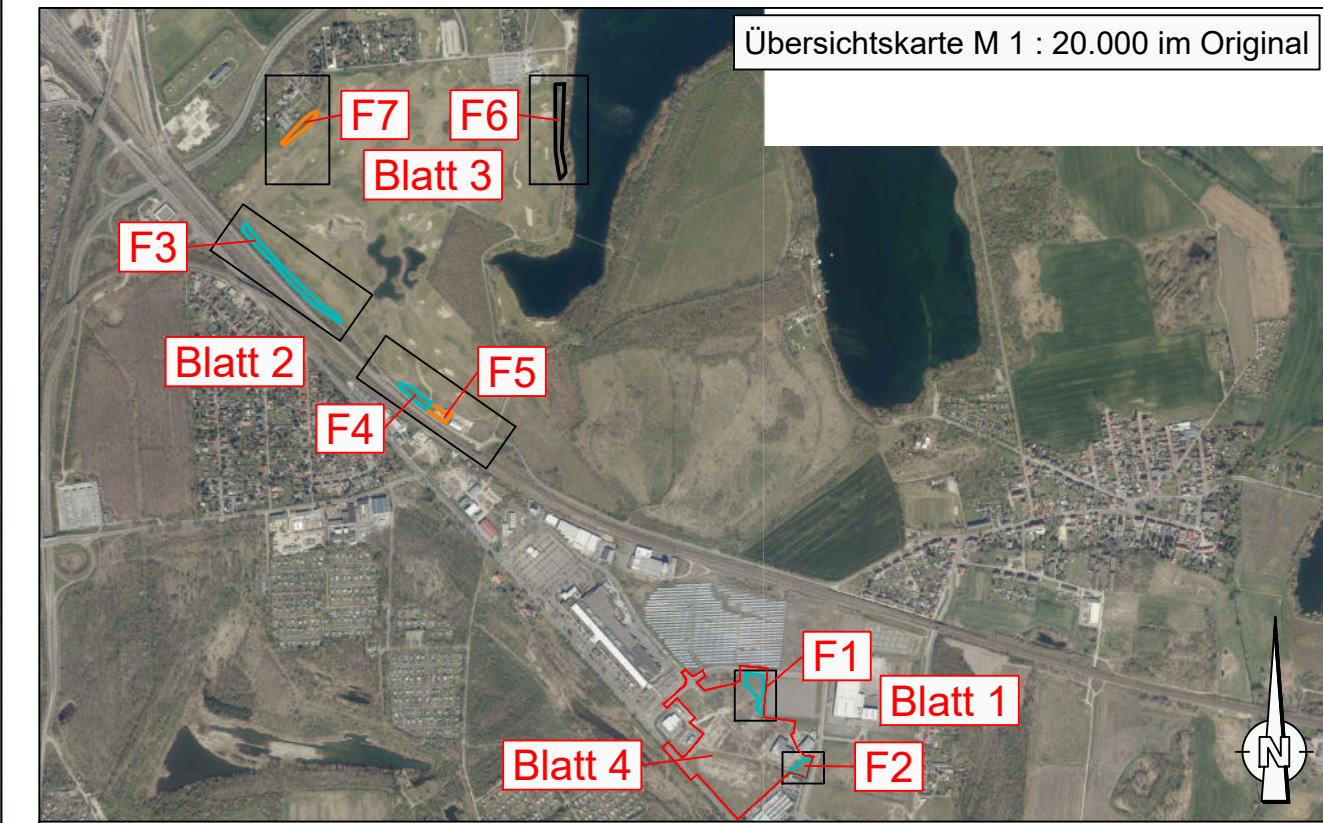 Übersichtskarte M 1 : 20.000 im Original
F7
F6
Blatt 3
F3
Blatt 2
F5
F4
F1
Blatt 1
Blatt 4
F2
N